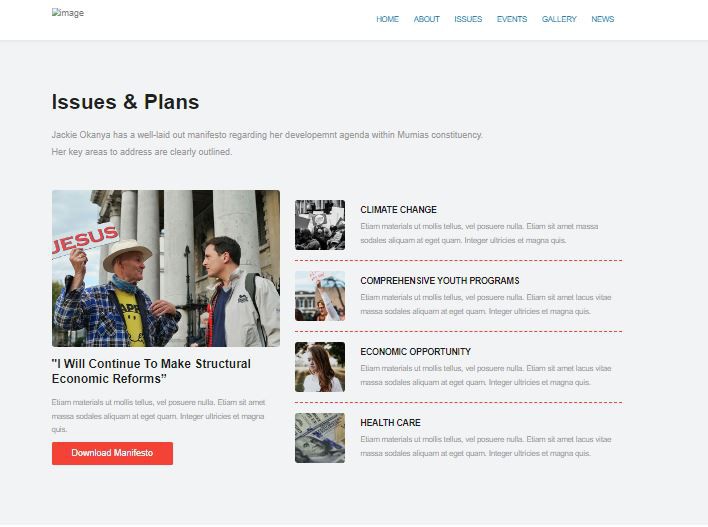 image
HOME ABOUT ISSUES EVENTS GALLERY NEWS
Issues & Plans
Jackie Okanya has a well-laid out manifesto regarding her developemnt agenda within Mumias constituency.
Her key areas to address are clearly outlined.
JESUS
"I Will Continue To Make Structural
Economic Reforms”
Etiam materials ut mollis tellus, vel posuere nulla. Etiam sit amet
massa sodales aliquam at eget quam. Integer ultricies et magna
quis.
Download Manifesto
CLIMATE CHANGE
Etiam materials ut mollis tellus, vel posuere nulla. Etiam sit amet massa
sodales aliquam at eget quam. Integer ultricies et magna quis.
COMPREHENSIVE YOUTH PROGRAMS
Etiam materials ut mollis tellus, vel posuere nulla. Etiam sit amet lacus vitae
massa sodales aliquam at eget quam. Integer ultricies et magna quis.
ECONOMIC OPPORTUNITY
Etiam materials ut mollis tellus, vel posuere nulla. Etiam sit amet lacus vitae
massa sodales aliquam at eget quam. Integer ultricies et magna quis.
HEALTH CARE
Etiam materials ut mollis tellus, vel posuere nulla. Etiam sit amet lacus vitae
massa sodales aliquam at eget quam. Integer ultricies et magna quis.